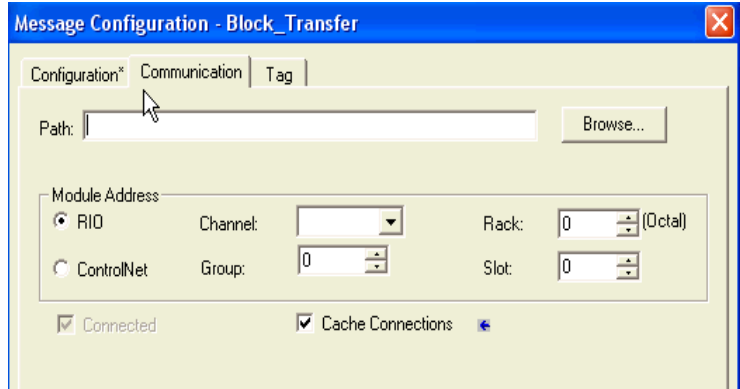 Message Configuration - Block_Transfer
Configuration* Communication Tag
Path: Browse...
Module Address
RIO Channel: Rack: 0 (Octal)
ControlNet Group: 0 Slot: 0
Connected Cache Connections